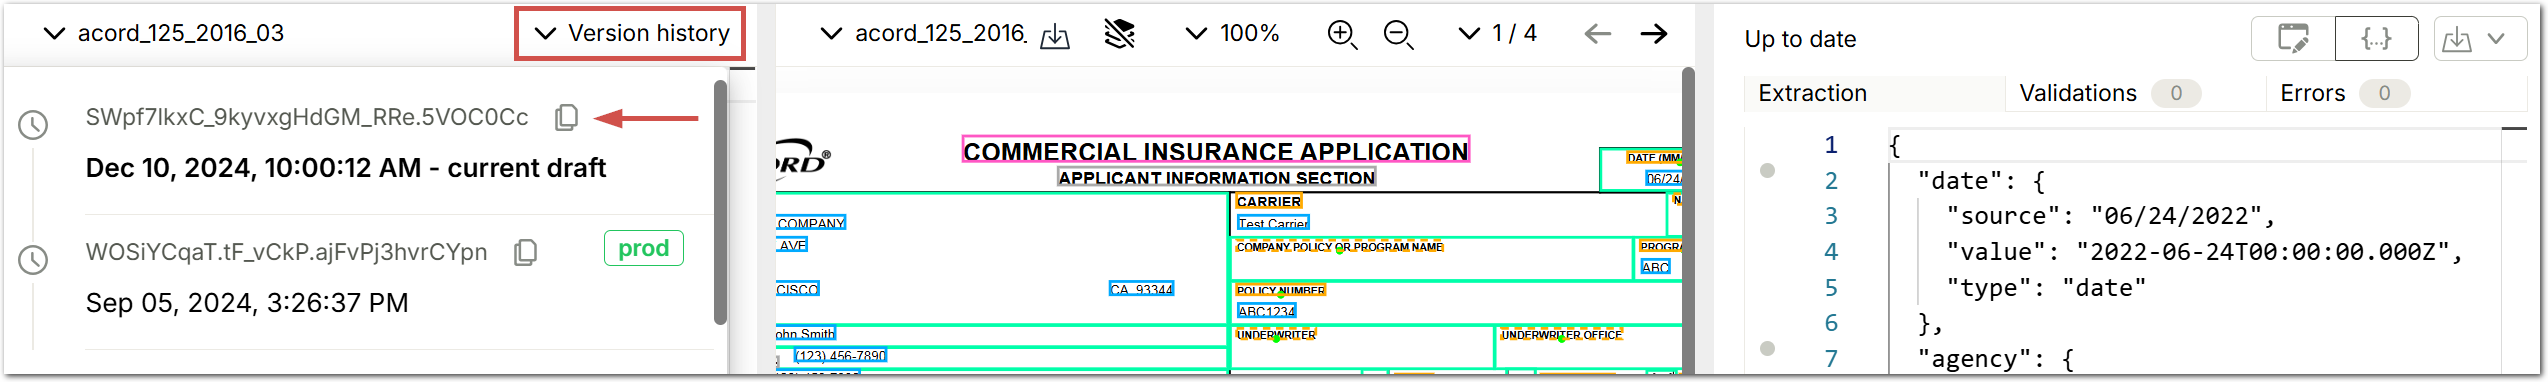 acord_125_2016_03
Version history
SWpf7lkxC_9kyvxgHdGM_RRe.5VOC0Cc
Dec 10, 2024, 10:00:12 AM - current draft
WOSiYCqaT.tF_vCkP.ajFvPj3hvrCYpn
prod
Sep 05, 2024, 3:26:37 PM
acord_125_2016_
100%
1 / 4
COMMERCIAL INSURANCE APPLICATION
APPLICANT INFORMATION SECTION
DATE (MM
06/24/
CARRIER
Test Carrier
COMPANY
AVE
COMPANY POLICY OR PROGRAM NAME
PROGRA
ABC
CISCO
CA 93344
POLICY NUMBER
ABC1234
ohn Smith
UNDERWRITER
UNDERWRITER OFFICE
(123) 456-7890
Up to date
{...}
Extraction
Validations 0
Errors 0
1 {
2 "date": {
3 "source": "06/24/2022",
4 "value": "2022-06-24T00:00:00.000Z",
5 "type": "date"
6 },
7 "agency": {